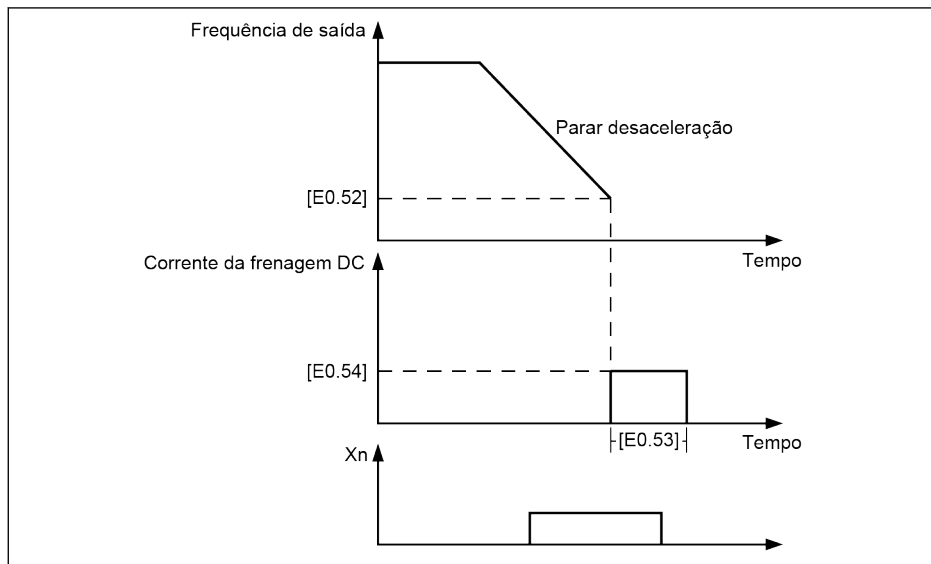 Frequência de saída
Parar desaceleração
[E0.52]
Tempo
Corrente da frenagem DC
[E0.54]
[E0.53]
Tempo
Xn